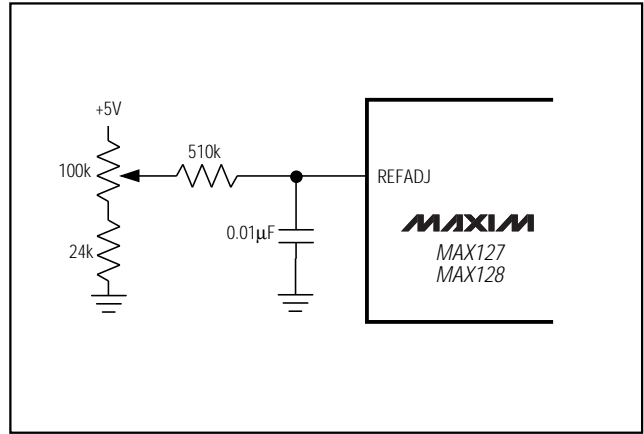 +5V
510k
100k
REFADJ
0.01μF
24k
MAXIM
MAX127
MAX128